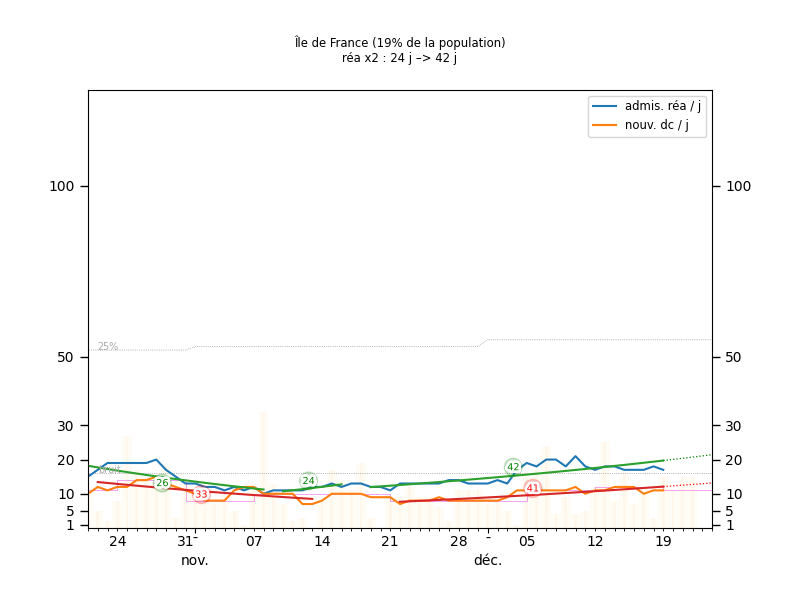 Île de France (19% de la population)
réa x2 : 24 j –> 42 j
admis. réa / j
nouv. dc / j
100 100
50 50
30 30
20 20
10 10
5 5
1 1
25%
bruit
26
33
24
42
41
24 31 07 14 21 28 05 12 19
nov. déc.